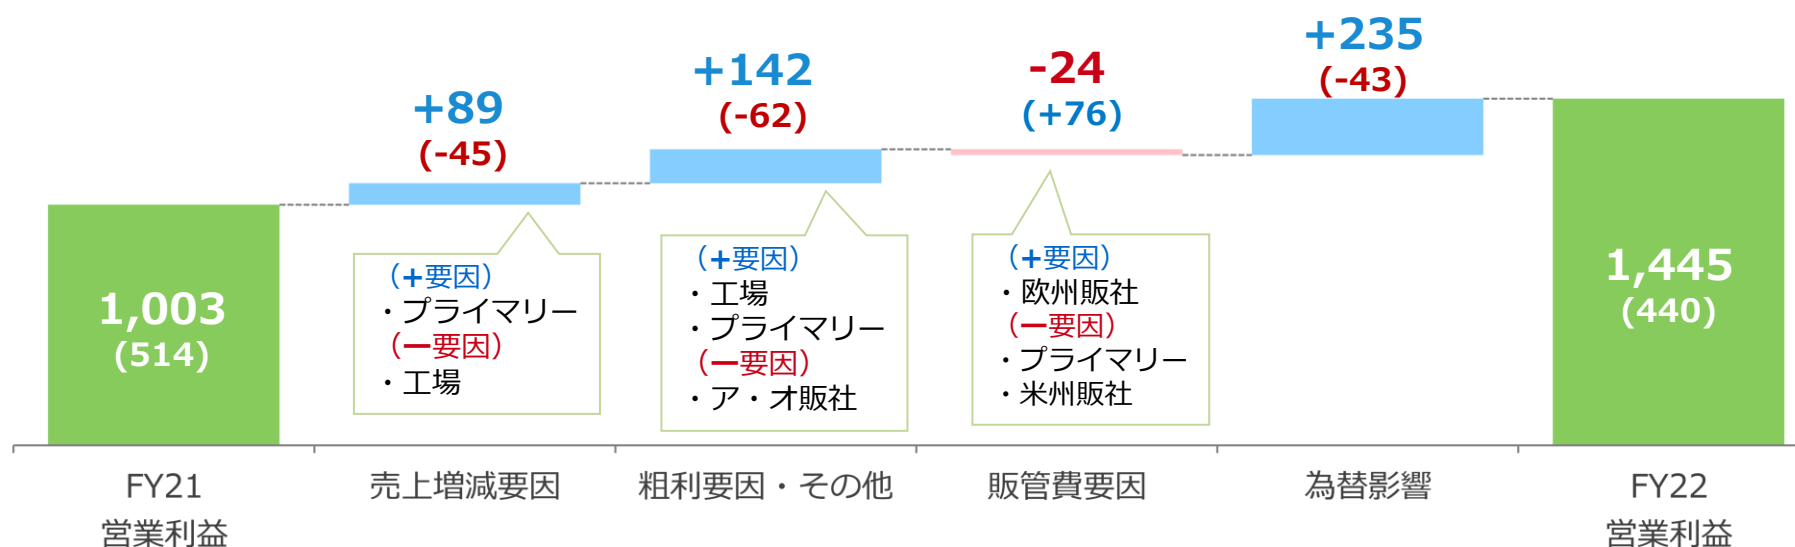 +89
(-45)
+142
(-62)
-24
(+76)
+235
(-43)
1,003
(514)
（+要因）
・プライマリー
（ー要因）
・工場
（+要因）
・工場
・プライマリー
（ー要因）
・ア・オ販社
（+要因）
・欧州販社
（ー要因）
・プライマリー
・米州販社
1,445
(440)
FY21
営業利益
売上増減要因
粗利要因・その他
販管費要因
為替影響
FY22
営業利益